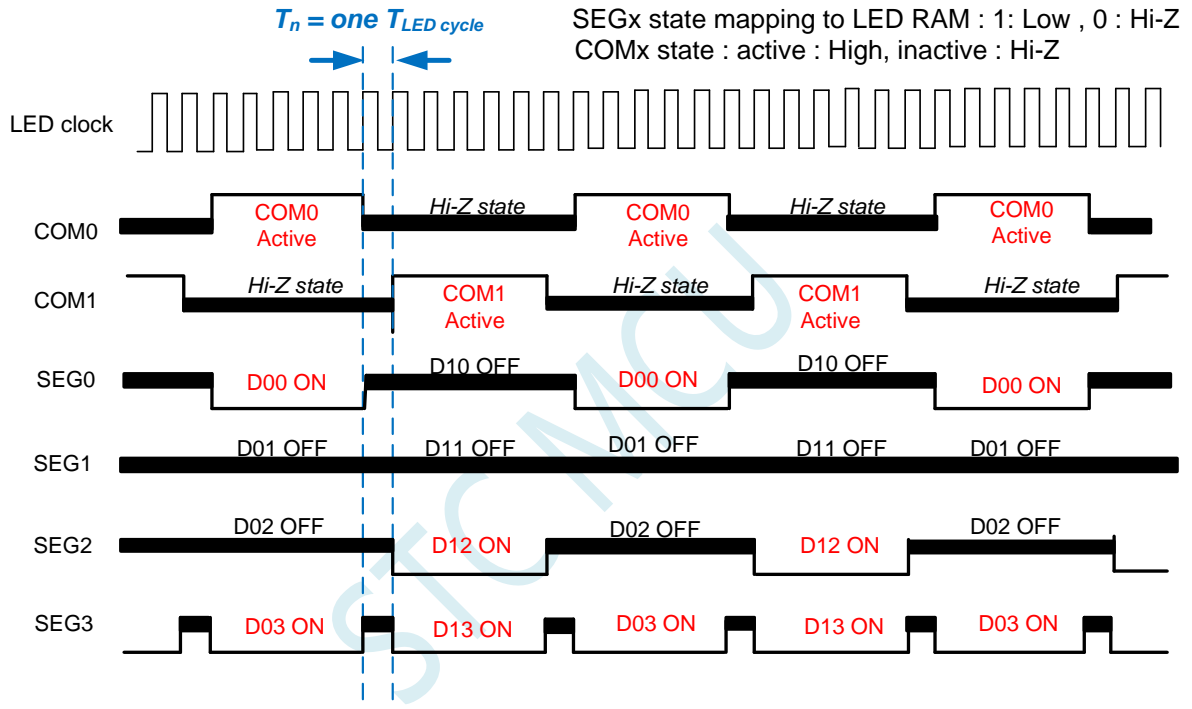 Tn = one TLED cycle
SEGx state mapping to LED RAM : 1: Low , 0 : Hi-Z
COMx state : active : High, inactive : Hi-Z
LED clock
COM0
COM0 Active
Hi-Z state
COM0 Active
Hi-Z state
COM0 Active
COM1
Hi-Z state
COM1 Active
Hi-Z state
COM1 Active
Hi-Z state
SEG0
D00 ON
D10 OFF
D00 ON
D10 OFF
D00 ON
SEG1
D01 OFF
D11 OFF
D01 OFF
D11 OFF
D01 OFF
SEG2
D02 OFF
D12 ON
D02 OFF
D12 ON
D02 OFF
SEG3
D03 ON
D13 ON
D03 ON
D13 ON
D03 ON
STC MCU